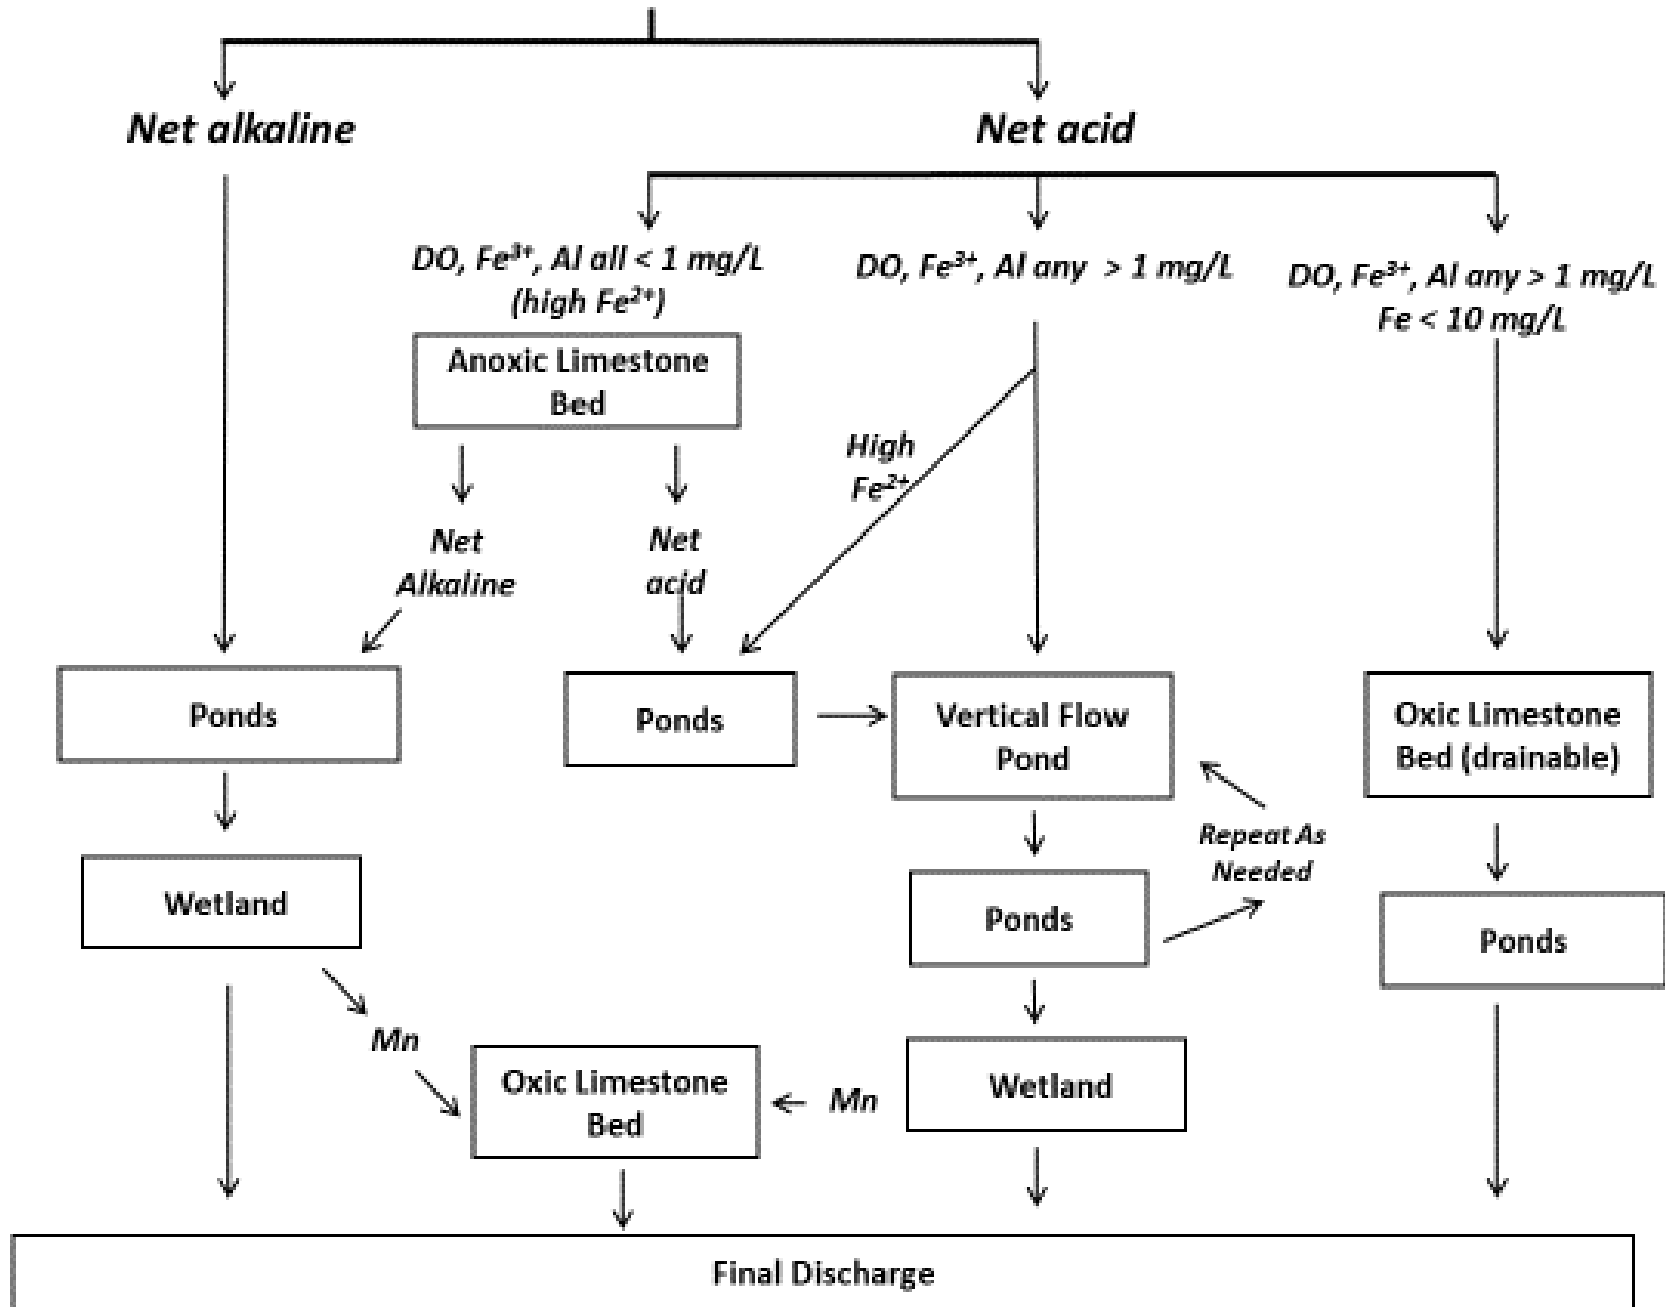 Net alkaline
Net acid
DO, Fe³⁺, Al all < 1 mg/L
(high Fe²⁺)
DO, Fe³⁺, Al any > 1 mg/L
DO, Fe³⁺, Al any > 1 mg/L
Fe < 10 mg/L
Anoxic Limestone
Bed
High
Fe²⁺
Net
Alkaline
Net
acid
Ponds
Ponds
Vertical Flow
Pond
Oxic Limestone
Bed (drainable)
Repeat As
Needed
Wetland
Ponds
Ponds
Mn
Oxic Limestone
Bed
Mn
Wetland
Final Discharge